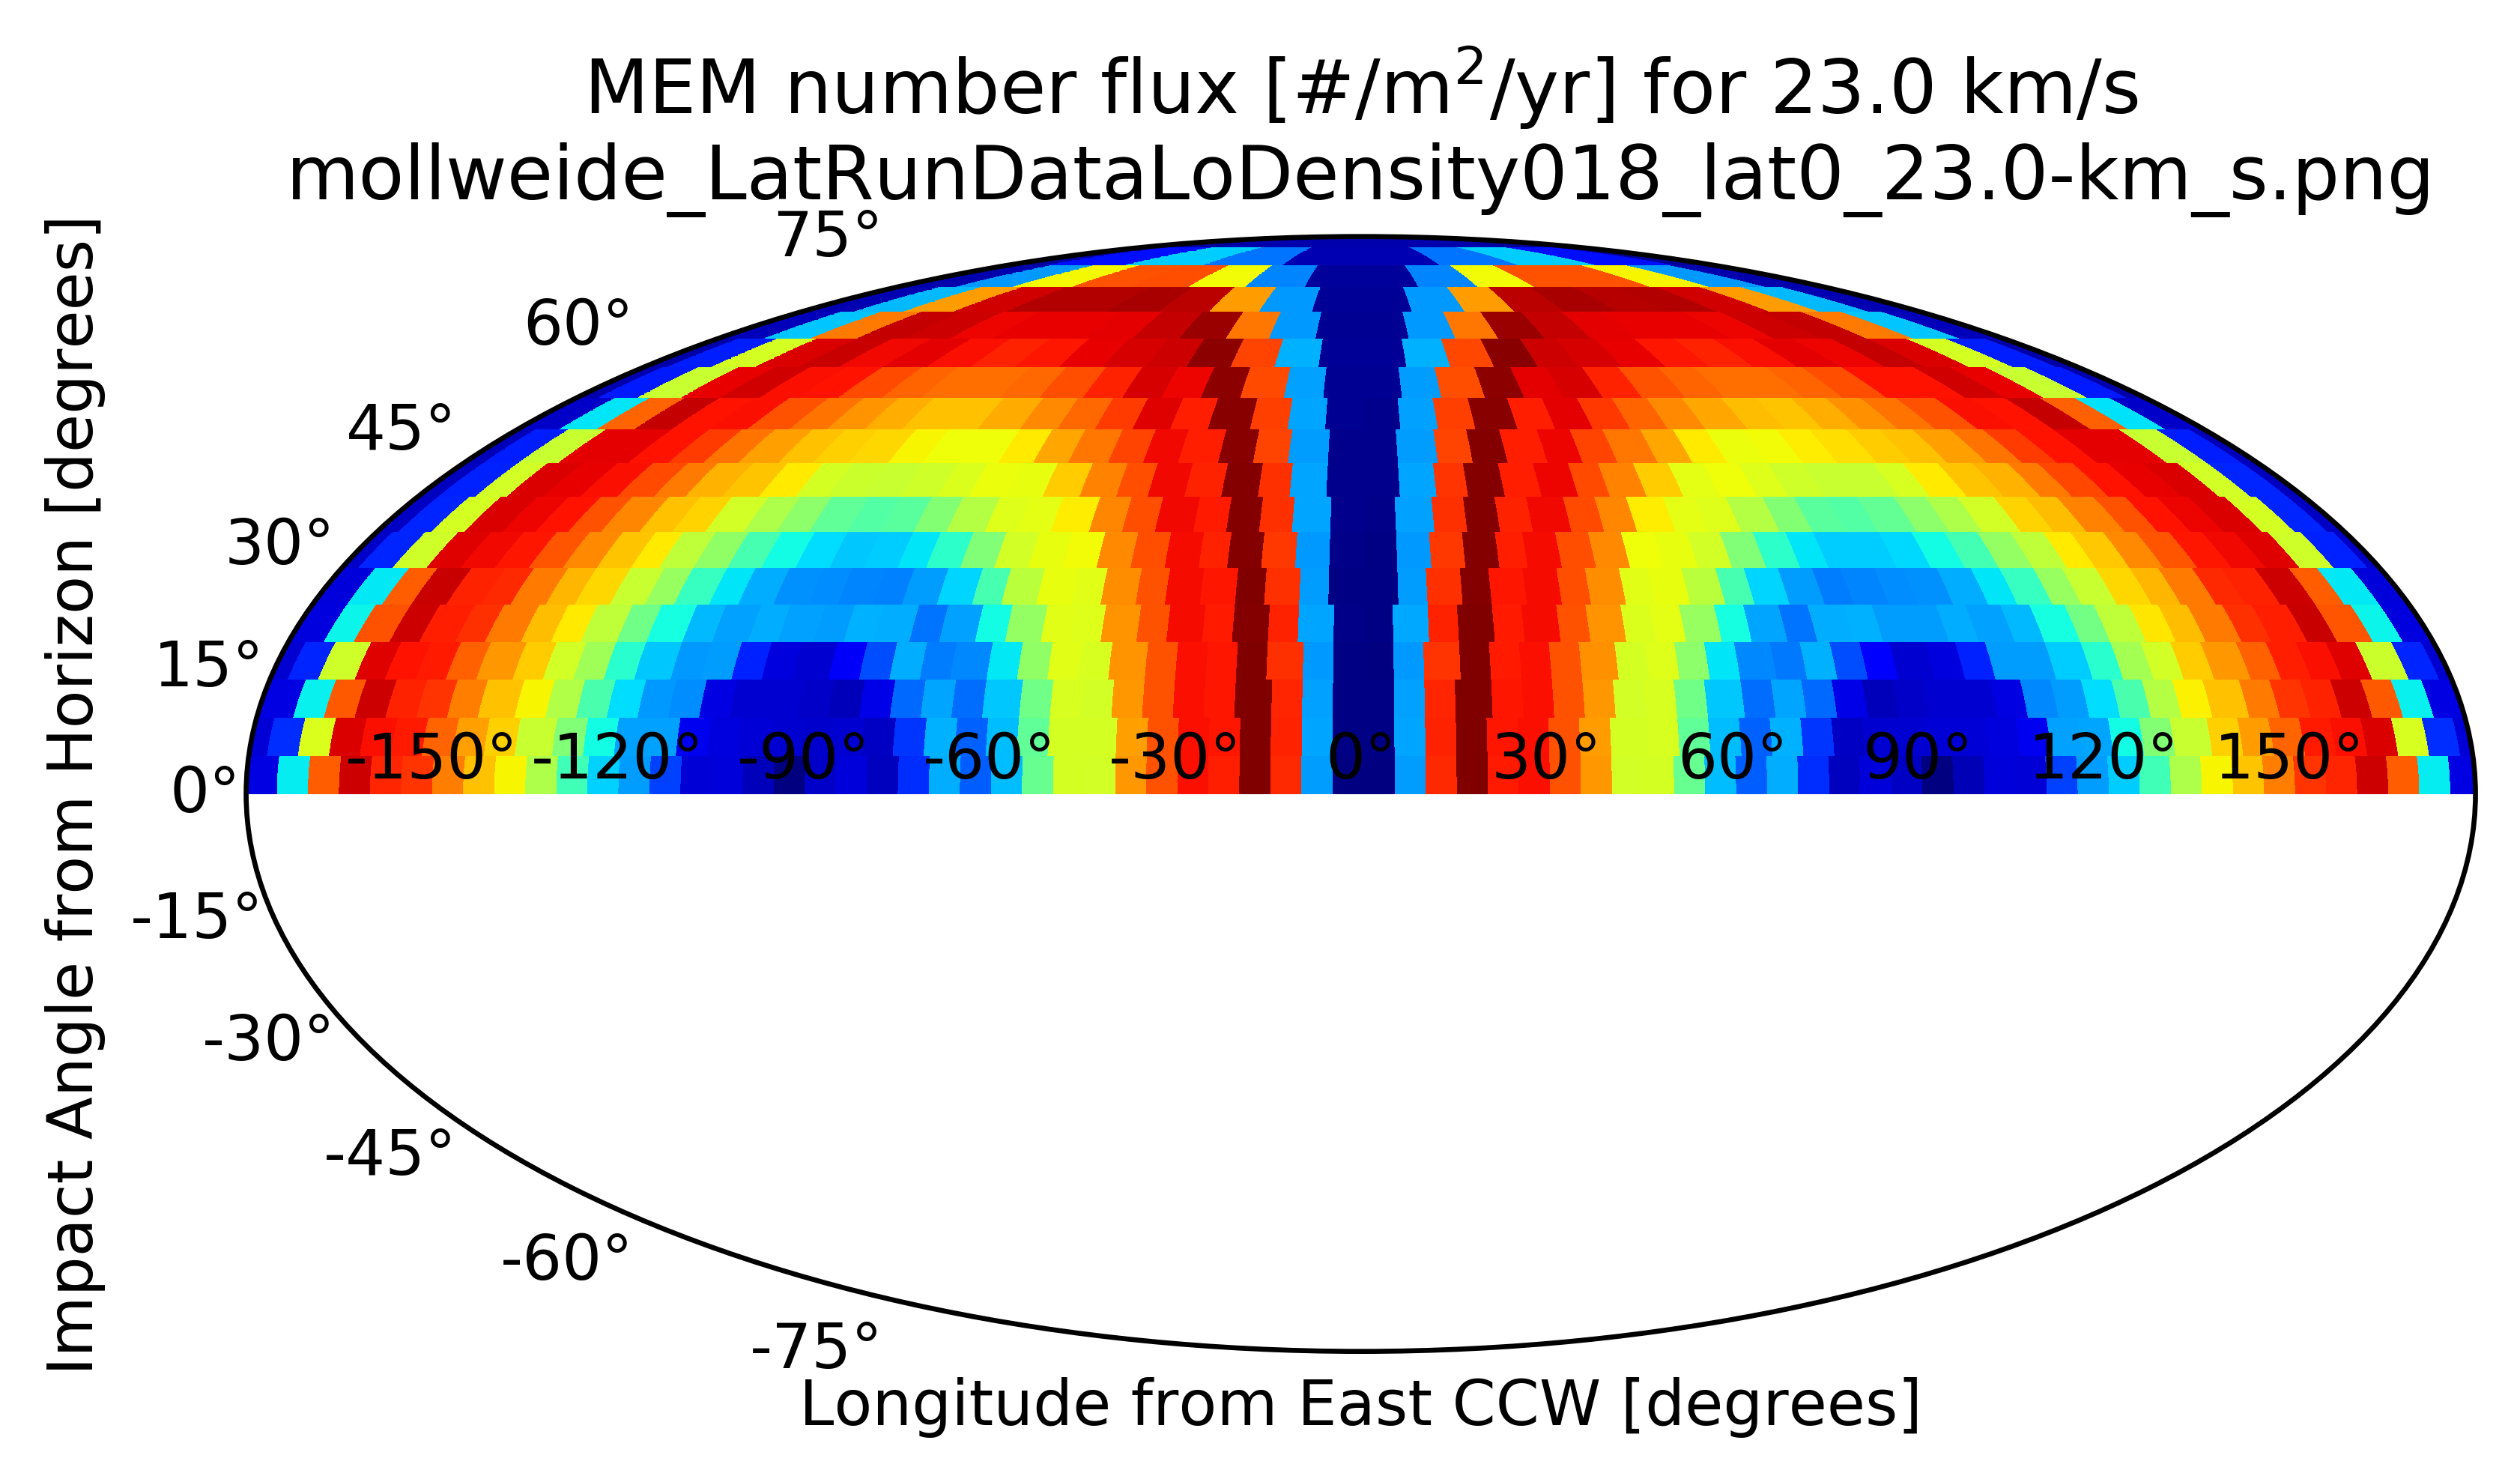 MEM number flux [#/m²/yr] for 23.0 km/s
mollweide_LatRunDataLoDensity018_lat0_23.0-km_s.png
75°
60°
45°
30°
15°
0°
-15°
-30°
-45°
-60°
-75°
-150° -120° -90° -60° -30° 0° 30° 60° 90° 120° 150°
Impact Angle from Horizon [degrees]
Longitude from East CCW [degrees]